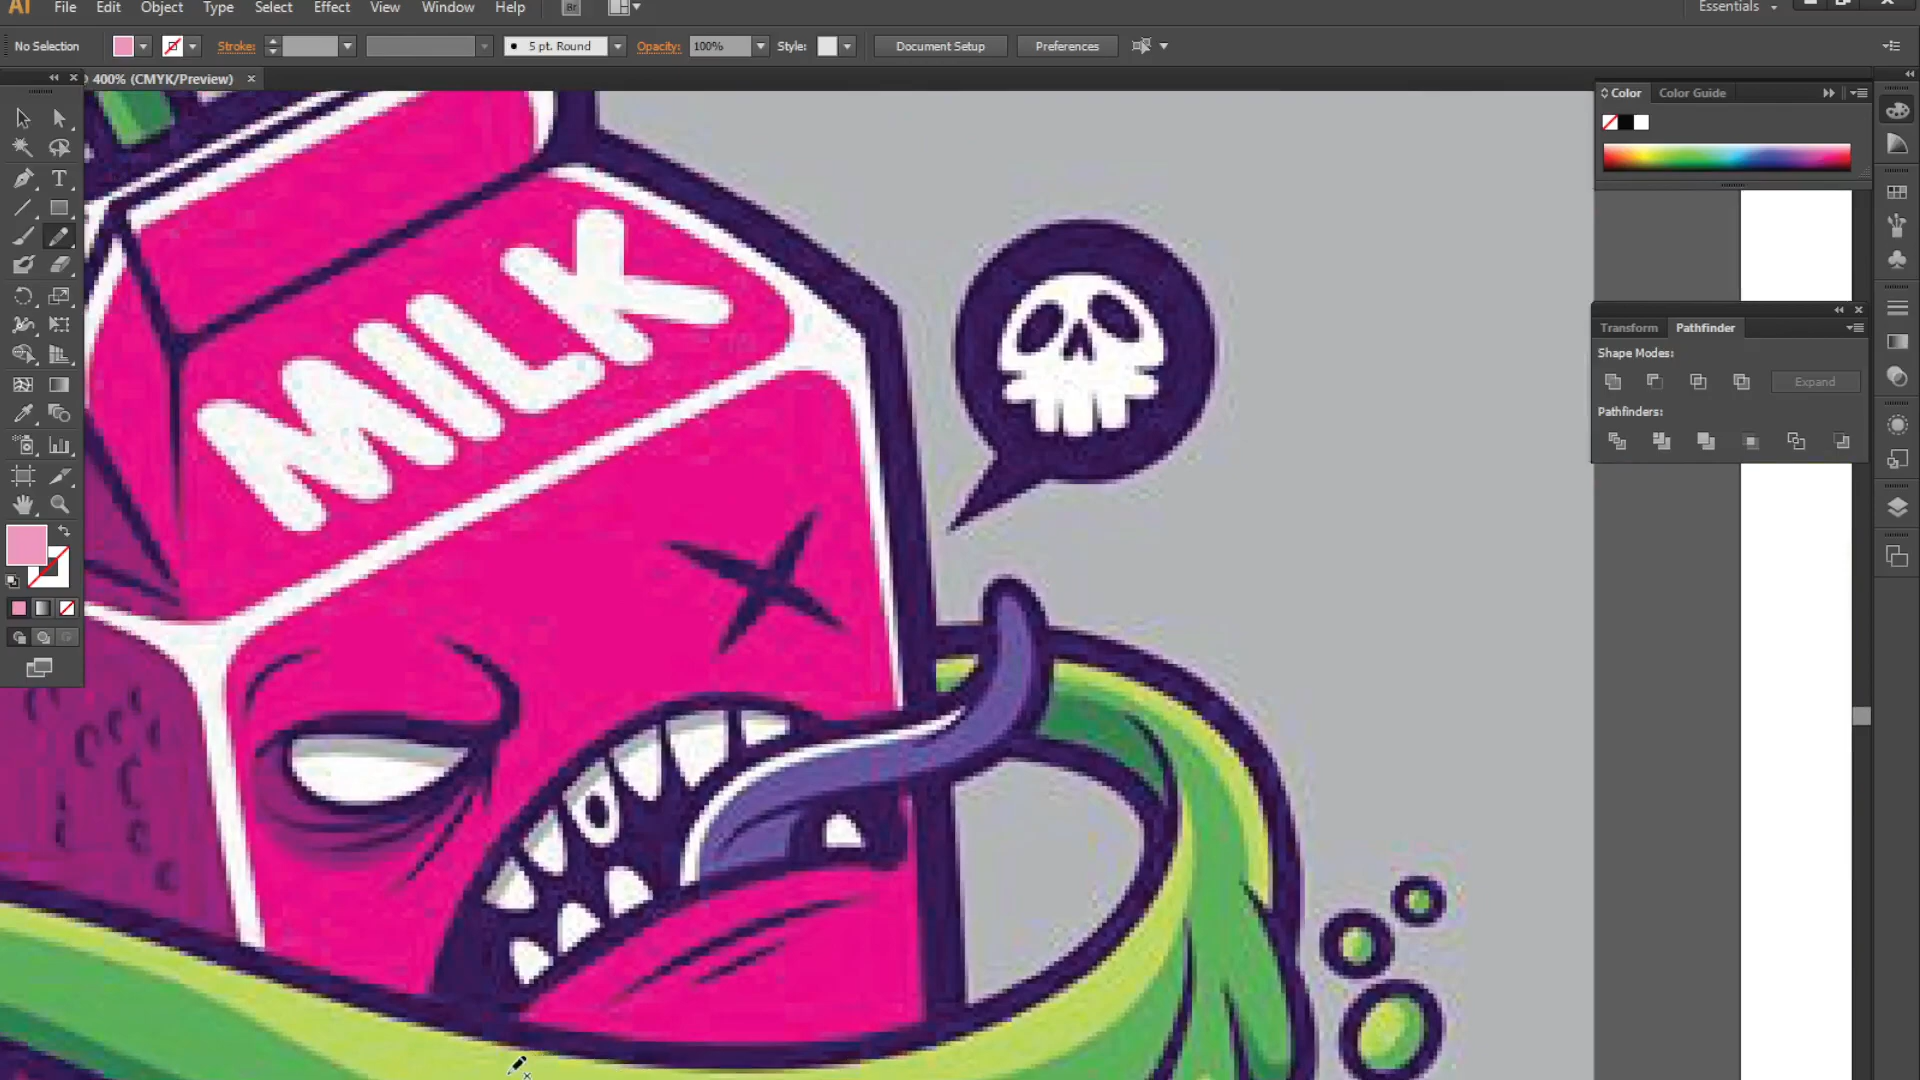 Ai File Edit Object Type Select Effect View Window Help Br Essentials
No Selection Stroke: 5 pt. Round Opacity: 100% Style: Document Setup Preferences
400% (CMYK/Preview)
Color Color Guide
Transform Pathfinder
Shape Modes:
Expand
Pathfinders:
MILK